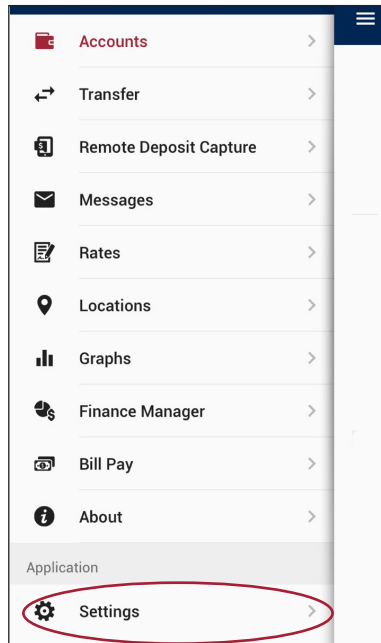 Accounts
Transfer
Remote Deposit Capture
Messages
Rates
Locations
Graphs
Finance Manager
Bill Pay
About
Application
Settings